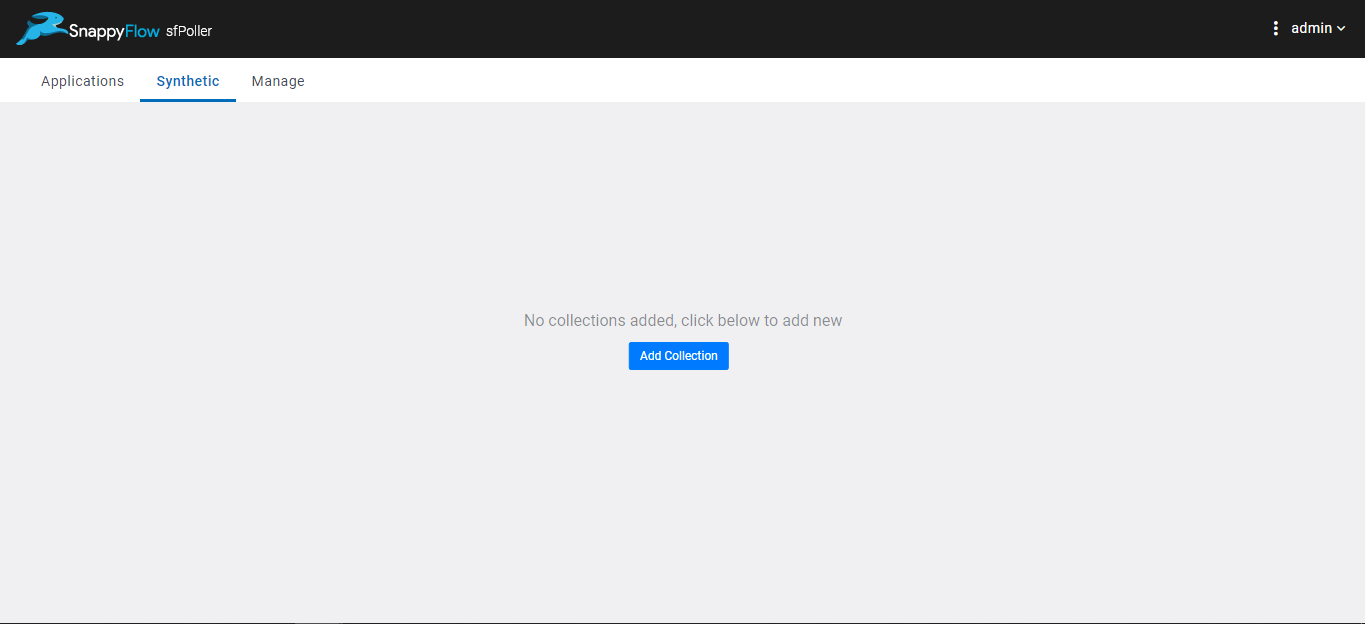 SnappyFlow sfPoller
admin
Applications Synthetic Manage
No collections added, click below to add new
Add Collection